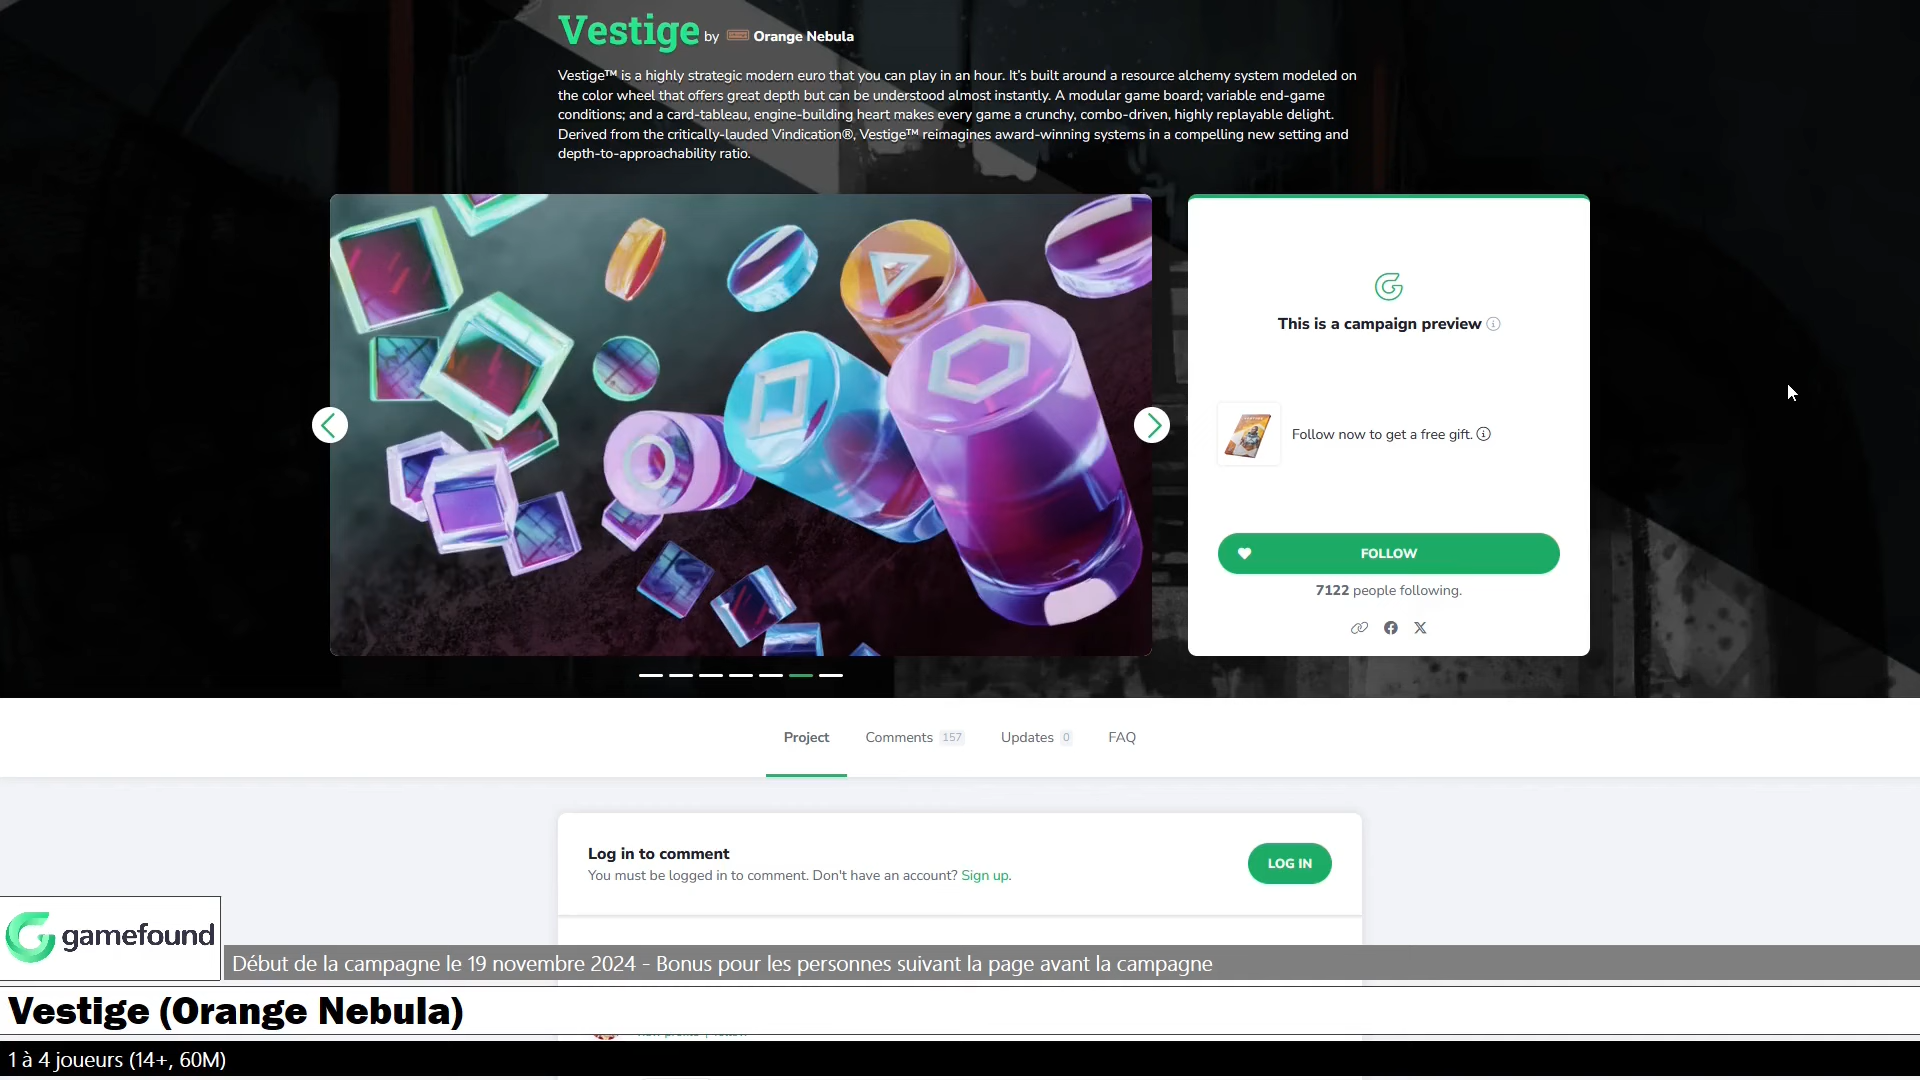 Vestige by Orange Nebula
Vestige™ is a highly strategic modern euro that you can play in an hour. It's built around a resource alchemy system modeled on
the color wheel that offers great depth but can be understood almost instantly. A modular game board; variable end-game
conditions; and a card-tableau, engine-building heart makes every game a crunchy, combo-driven, highly replayable delight.
Derived from the critically-lauded Vindication®, Vestige™ reimagines award-winning systems in a compelling new setting and
depth-to-approachability ratio.
This is a campaign preview
Follow now to get a free gift.
FOLLOW
7122 people following.
Project Comments 157 Updates 0 FAQ
Log in to comment
You must be logged in to comment. Don't have an account? Sign up.
LOG IN
gamefound
Début de la campagne le 19 novembre 2024 - Bonus pour les personnes suivant la page avant la campagne
Vestige (Orange Nebula)
1 à 4 joueurs (14+, 60M)